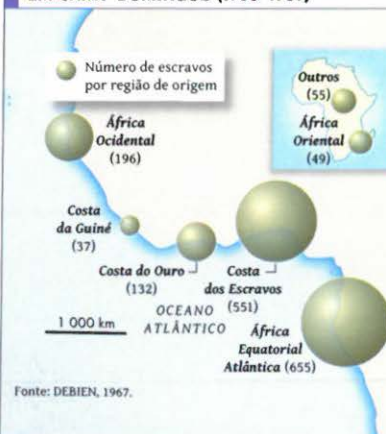 Número de escravos
por região de origem
Outros
(55)
África
Oriental
(49)
África
Ocidental
(196)
Costa
da Guiné
(37)
Costa do Ouro
(132)
Costa
dos Escravos
(551)
OCEANO
ATLÂNTICO
África
Equatorial
Atlântica (655)
1 000 km
Fonte: DEBIEN, 1967.